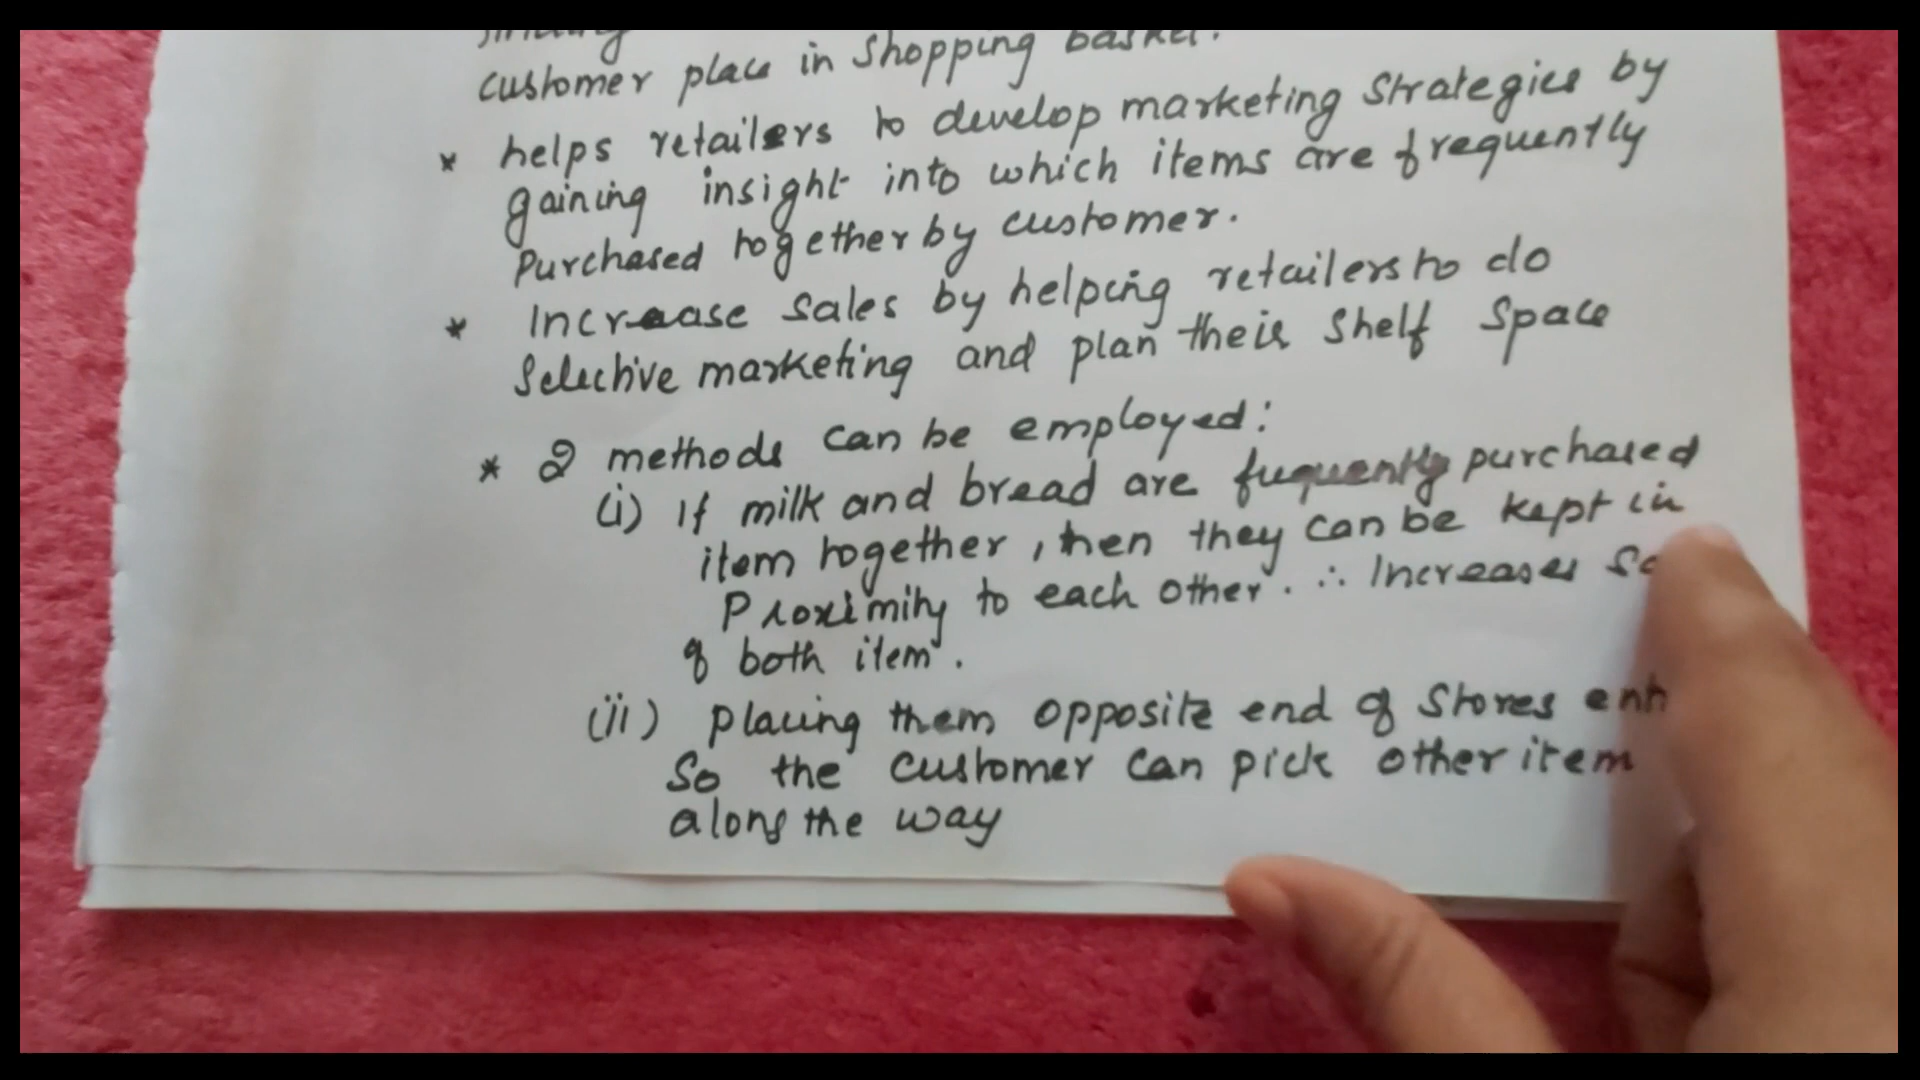 customer place in shopping basket.
* helps retailers to develop marketing strategies by
gaining insight into which items are frequently
Purchased together by customer.
* Increase sales by helping retailers to do
Selective marketing and plan their shelf space
* 2 methods can be employed:
(i) If milk and bread are frequently purchased
item together, then they can be kept in
Proximity to each other. ∴ Increases
of both item.
(ii) placing them opposite end of stores
So the customer can pick other item
along the way